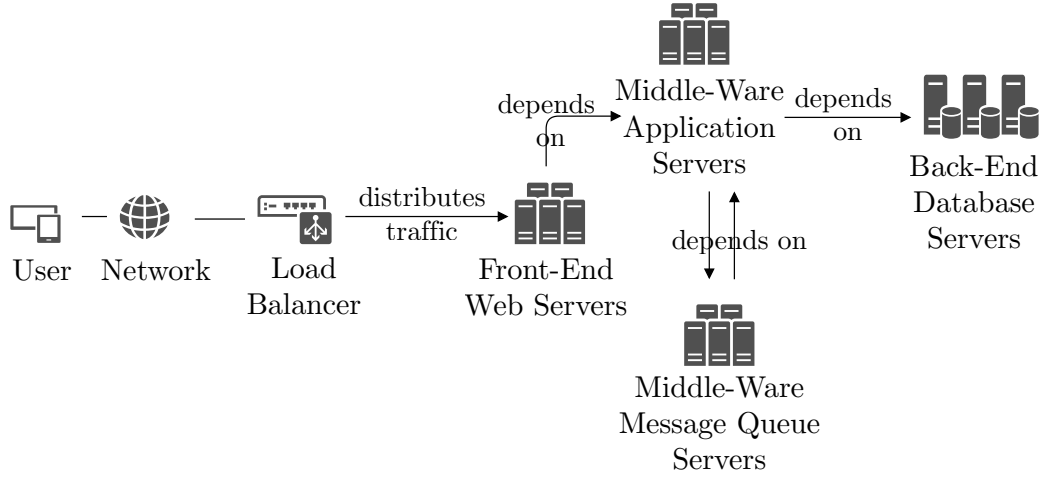 User
Network
Load
Balancer
distributes
traffic
Front-End
Web Servers
depends
on
Middle-Ware
Application
Servers
depends on
Middle-Ware
Message Queue
Servers
depends
on
Back-End
Database
Servers